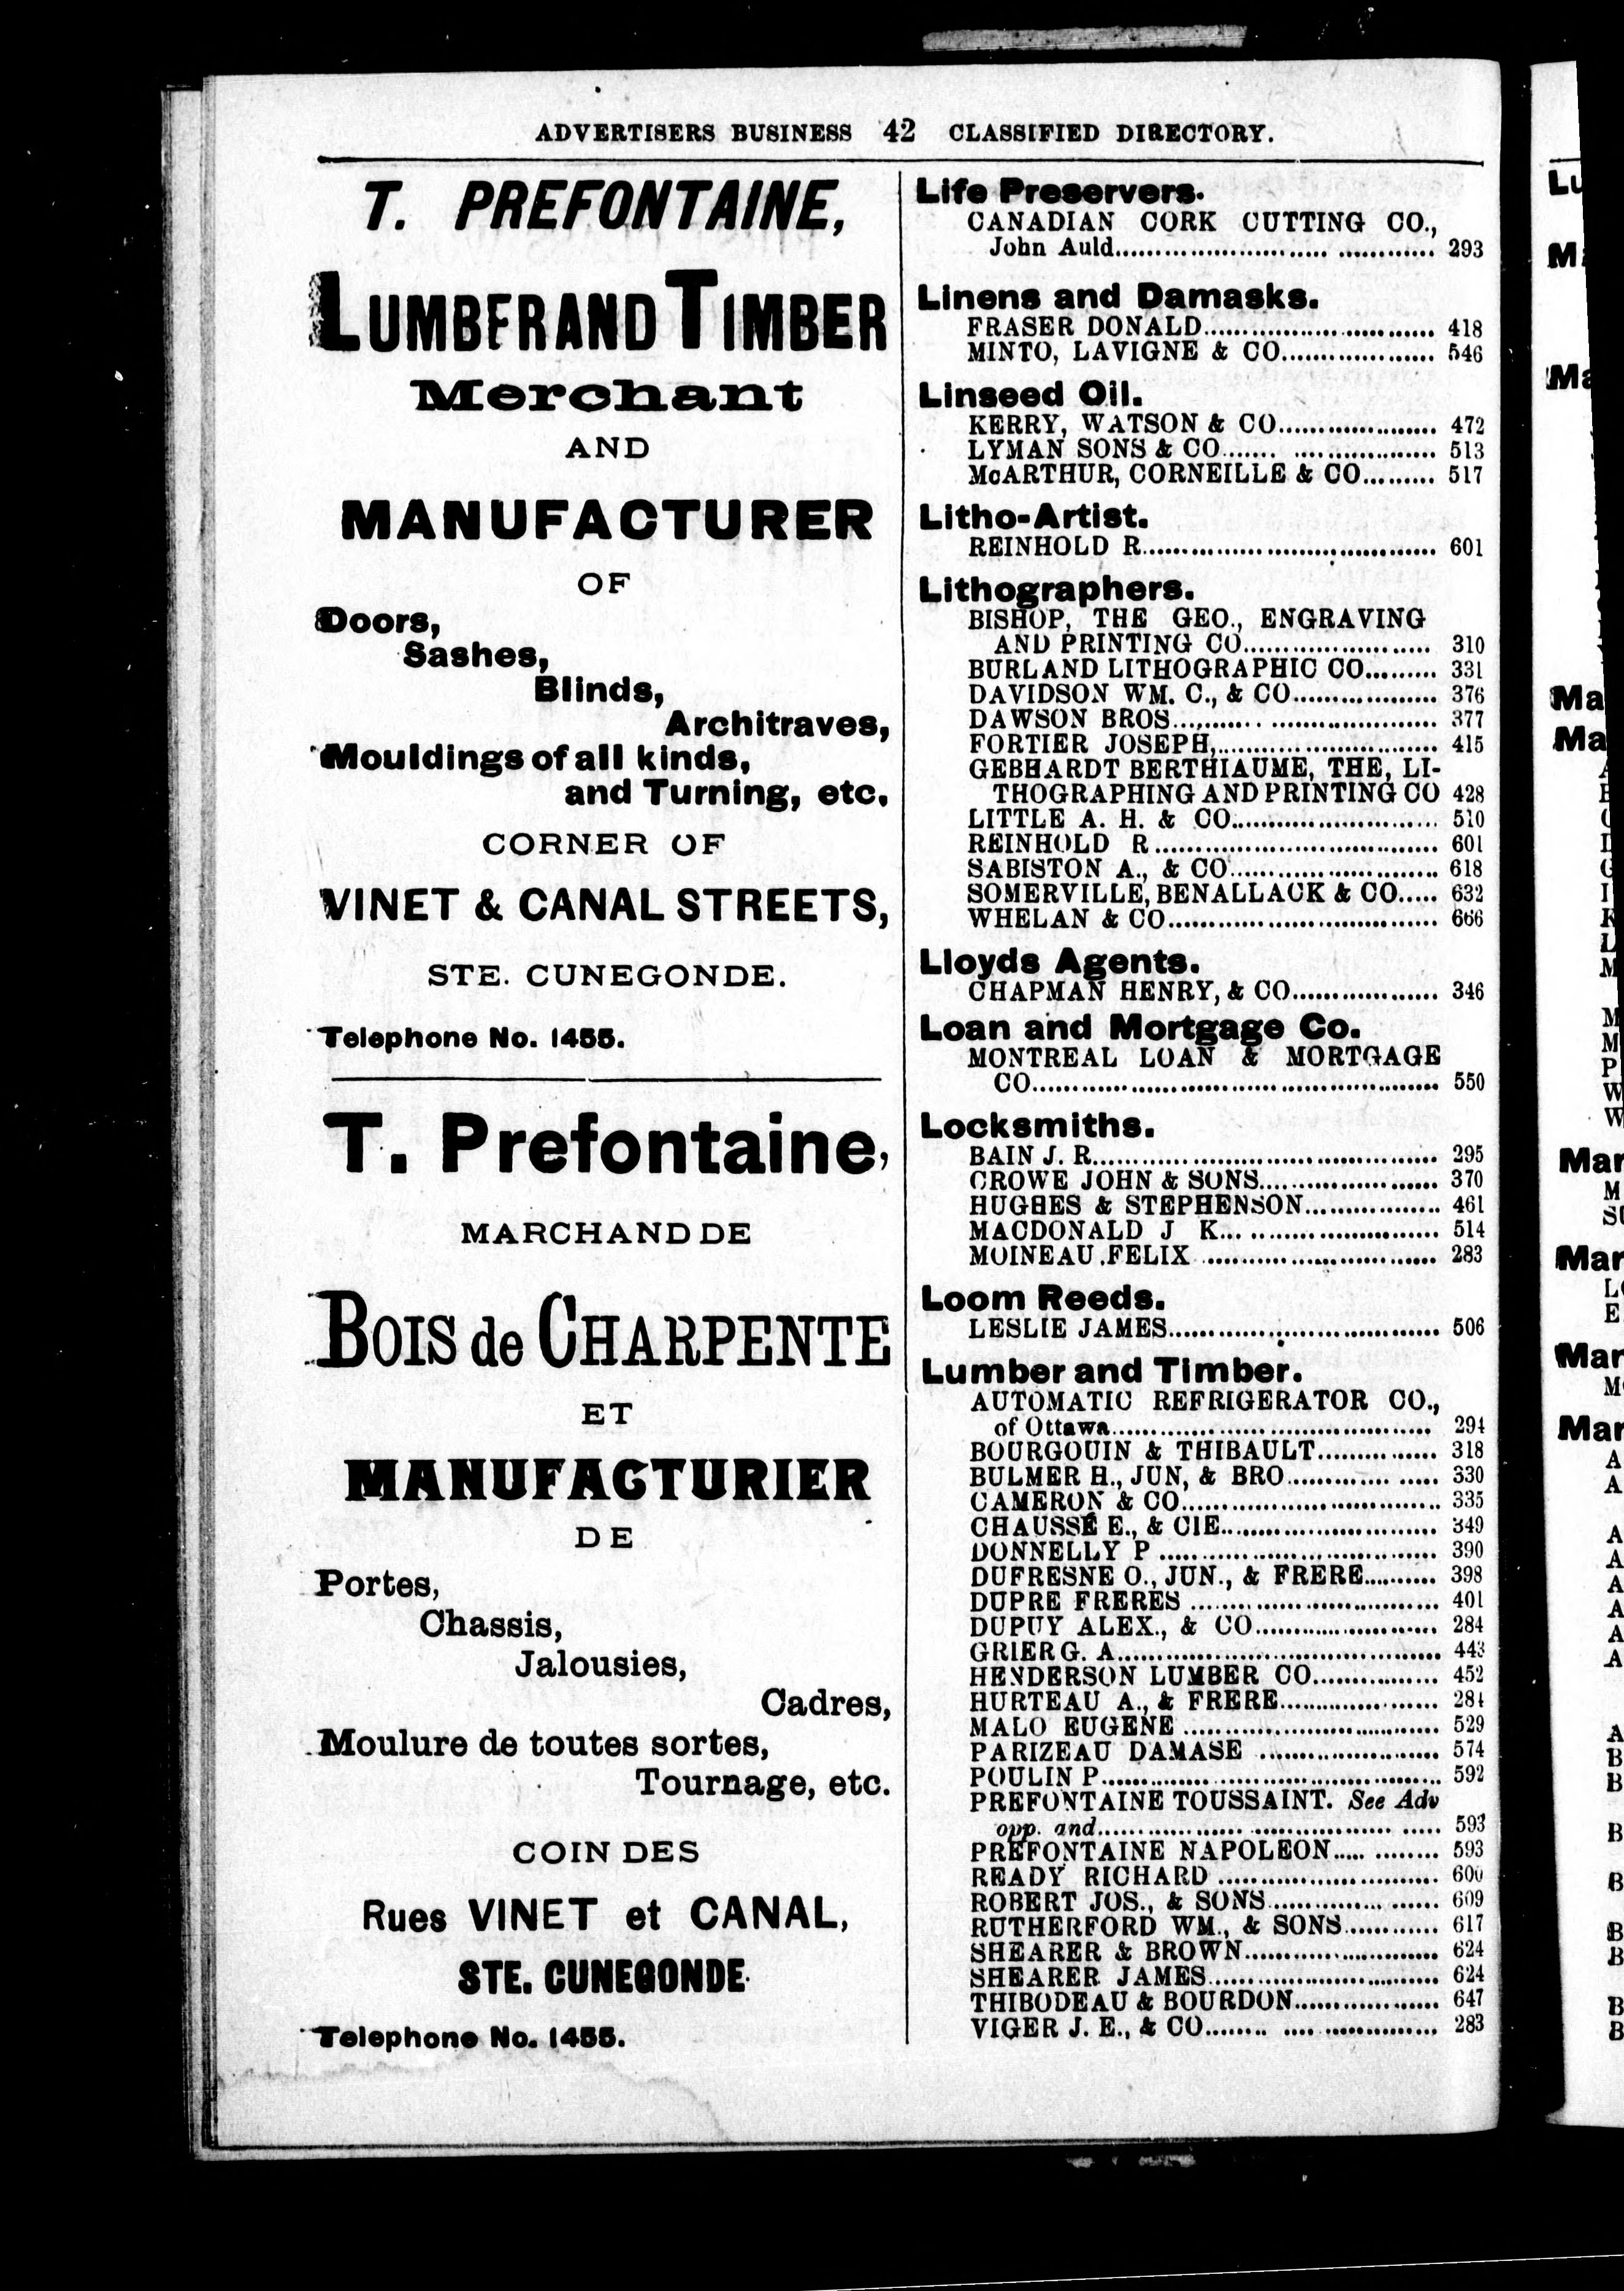 ADVERTISERS BUSINESS 42 CLASSIFIED DIRECTORY.
T. PREFONTAINE,
LUMBER AND TIMBER
Merchant
AND
MANUFACTURER
OF
Doors,
Sashes,
Blinds,
Architraves,
Mouldings of all kinds,
and Turning, etc.
CORNER OF
VINET & CANAL STREETS,
STE. CUNEGONDE.
Telephone No. 1455.
T. Prefontaine,
MARCHAND DE
BOIS de CHARPENTE
ET
MANUFACTURIER
DE
Portes,
Chassis,
Jalousies,
Cadres,
Moulure de toutes sortes,
Tournage, etc.
COIN DES
Rues VINET et CANAL,
STE. CUNEGONDE.
Telephone No. 1455.
Life Preservers.
CANADIAN CORK CUTTING CO.,
John Auld........ 293
Linens and Damasks.
FRASER DONALD........ 418
MINTO, LAVIGNE & CO........ 546
Linseed Oil.
KERRY, WATSON & CO........ 472
LYMAN SONS & CO........ 513
McARTHUR, CORNEILLE & CO........ 517
Litho-Artist.
REINHOLD R........ 601
Lithographers.
BISHOP, THE GEO., ENGRAVING
AND PRINTING CO........ 310
BURLAND LITHOGRAPHIC CO........ 331
DAVIDSON WM. C., & CO........ 376
DAWSON BROS........ 377
FORTIER JOSEPH,........ 415
GEBHARDT BERTHIAUME, THE, LI-
THOGRAPHING AND PRINTING CO 428
LITTLE A. H. & CO........ 510
REINHOLD R........ 601
SABISTON A., & CO........ 618
SOMERVILLE, BENALLACK & CO..... 632
WHELAN & CO........ 666
Lloyds Agents.
CHAPMAN HENRY, & CO........ 346
Loan and Mortgage Co.
MONTREAL LOAN & MORTGAGE
CO........ 550
Locksmiths.
BAIN J. R........ 295
CROWE JOHN & SONS........ 370
HUGHES & STEPHENSON........ 461
MACDONALD J K........ 514
MOINEAU FELIX........ 283
Loom Reeds.
LESLIE JAMES........ 506
Lumber and Timber.
AUTOMATIC REFRIGERATOR CO.,
of Ottawa........ 294
BOURGOUIN & THIBAULT........ 318
BULMER H., JUN, & BRO........ 330
CAMERON & CO........ 335
CHAUSSÉ E., & CIE........ 349
DONNELLY P ........ 390
DUFRESNE O., JUN., & FRERE........ 398
DUPRE FRERES ........ 401
DUPUY ALEX., & CO........ 284
GRIER G. A........ 443
HENDERSON LUMBER CO........ 452
HURTEAU A., & FRERE........ 284
MALO EUGENE ........ 529
PARIZEAU DAMASE ........ 574
POULIN P........ 592
PREFONTAINE TOUSSAINT. See Adv
opp. and........ 593
PREFONTAINE NAPOLEON........ 593
READY RICHARD ........ 600
ROBERT JOS., & SONS........ 609
RUTHERFORD WM., & SONS........ 617
SHEARER & BROWN........ 624
SHEARER JAMES........ 624
THIBODEAU & BOURDON........ 647
VIGER J. E., & CO........ 283